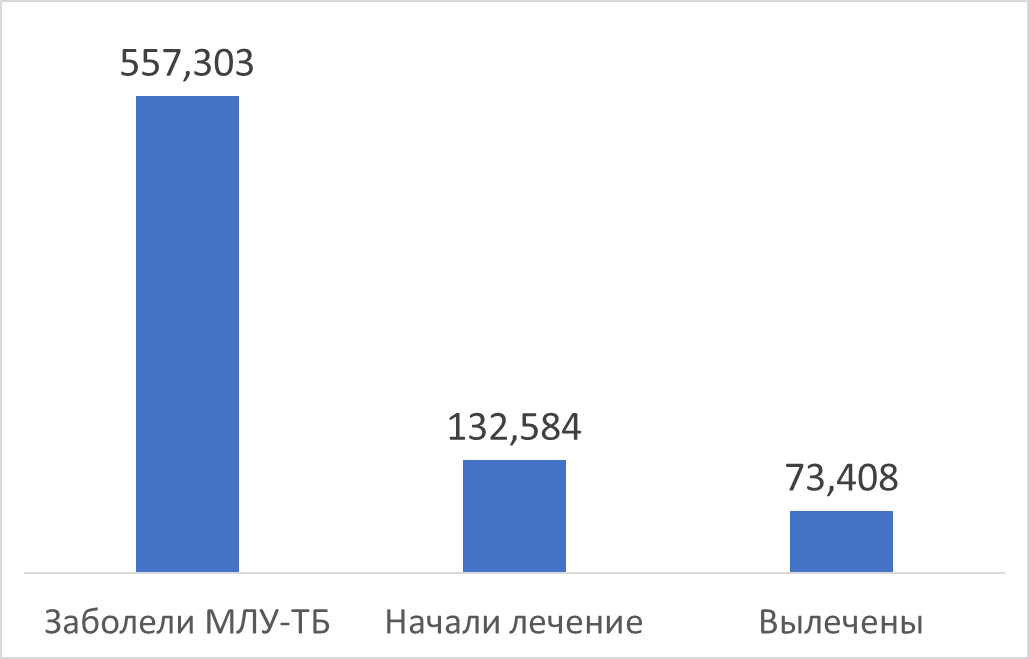 557,303
132,584
73,408
Заболели МЛУ-ТБ
Начали лечение
Вылечены